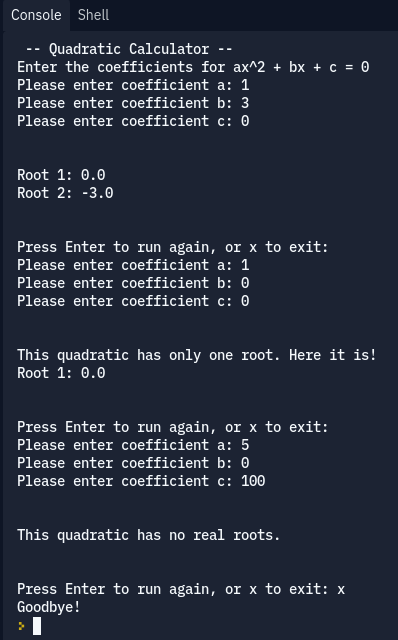 Console Shell
-- Quadratic Calculator --
Enter the coefficients for ax^2 + bx + c = 0
Please enter coefficient a: 1
Please enter coefficient b: 3
Please enter coefficient c: 0
Root 1: 0.0
Root 2: -3.0
Press Enter to run again, or x to exit:
Please enter coefficient a: 1
Please enter coefficient b: 0
Please enter coefficient c: 0
This quadratic has only one root. Here it is!
Root 1: 0.0
Press Enter to run again, or x to exit:
Please enter coefficient a: 5
Please enter coefficient b: 0
Please enter coefficient c: 100
This quadratic has no real roots.
Press Enter to run again, or x to exit: x
Goodbye!
>